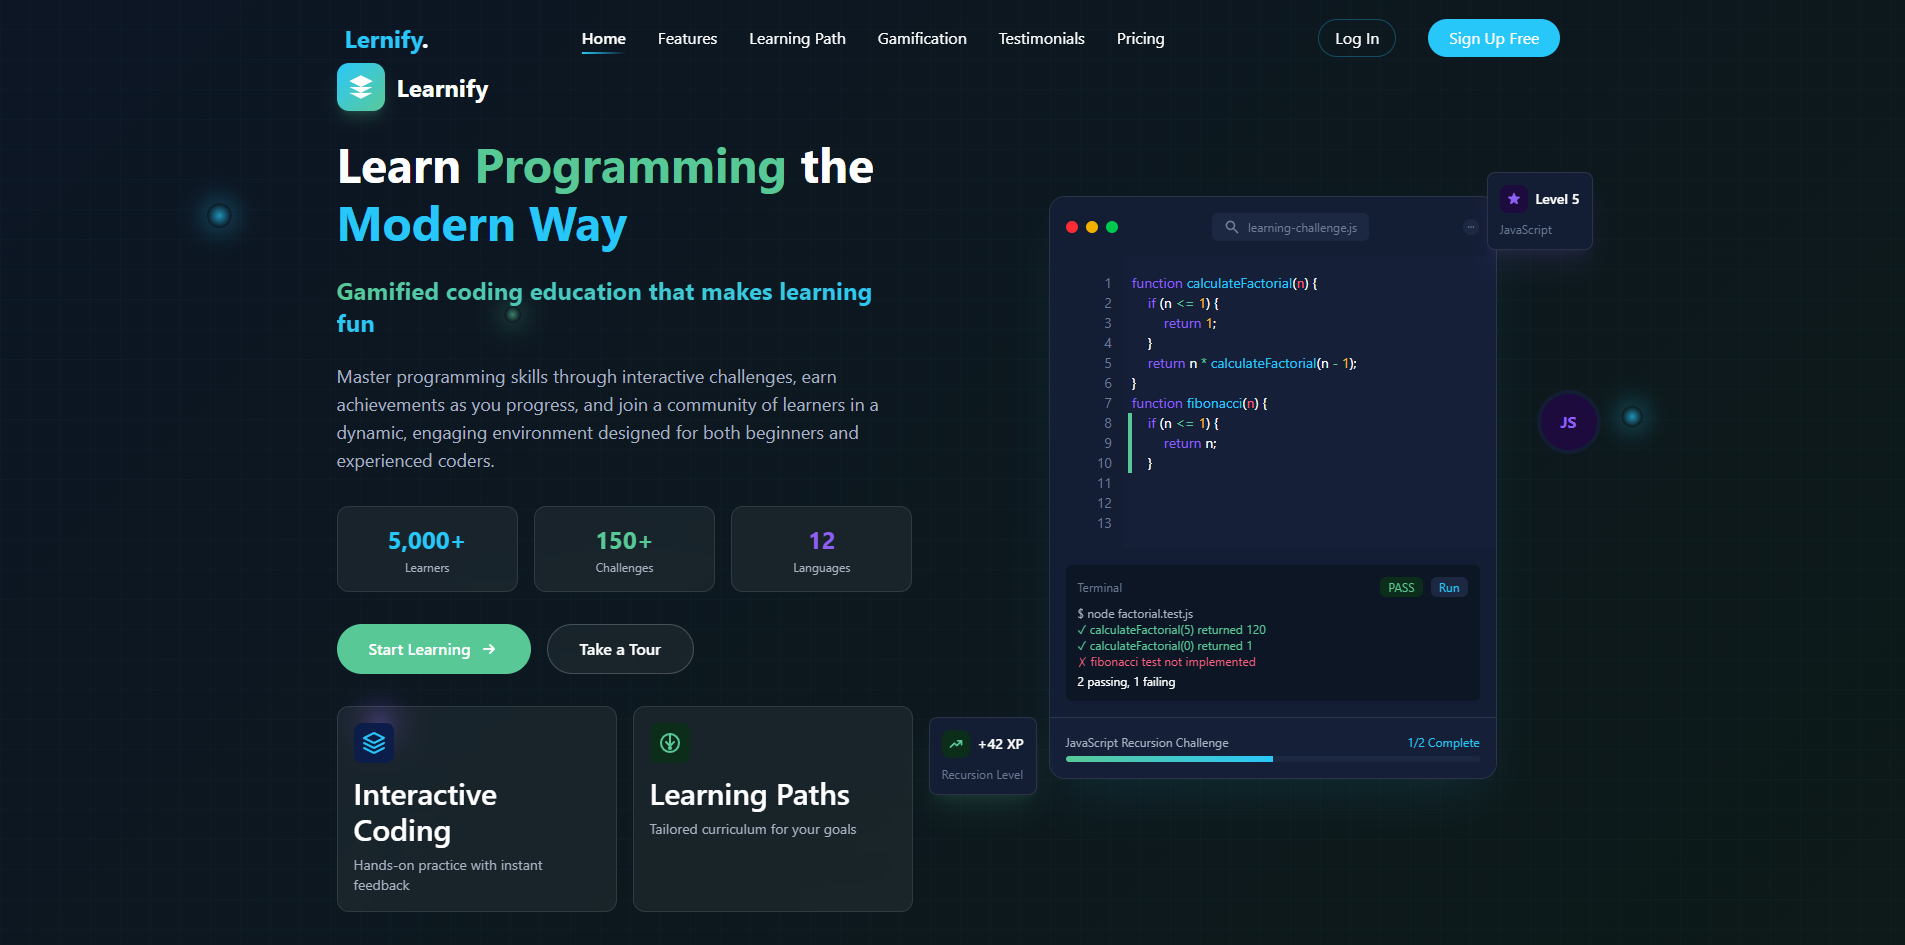 Lernify.
Home Features Learning Path Gamification Testimonials Pricing
Log In
Sign Up Free
Learnify
Learn Programming the
Modern Way
Gamified coding education that makes learning
fun
Master programming skills through interactive challenges, earn
achievements as you progress, and join a community of learners in a
dynamic, engaging environment designed for both beginners and
experienced coders.
5,000+
Learners
150+
Challenges
12
Languages
Start Learning →
Take a Tour
Interactive
Coding
Hands-on practice with instant
feedback
Learning Paths
Tailored curriculum for your goals
learning-challenge.js
Level 5
JavaScript
1 function calculateFactorial(n) {
2 if (n <= 1) {
3 return 1;
4 }
5 return n * calculateFactorial(n - 1);
6 }
7 function fibonacci(n) {
8 if (n <= 1) {
9 return n;
10 }
11
12
13
JS
Terminal
PASS
Run
$ node factorial.test.js
✓ calculateFactorial(5) returned 120
✓ calculateFactorial(0) returned 1
✗ fibonacci test not implemented
2 passing, 1 failing
+42 XP
Recursion Level
JavaScript Recursion Challenge
1/2 Complete